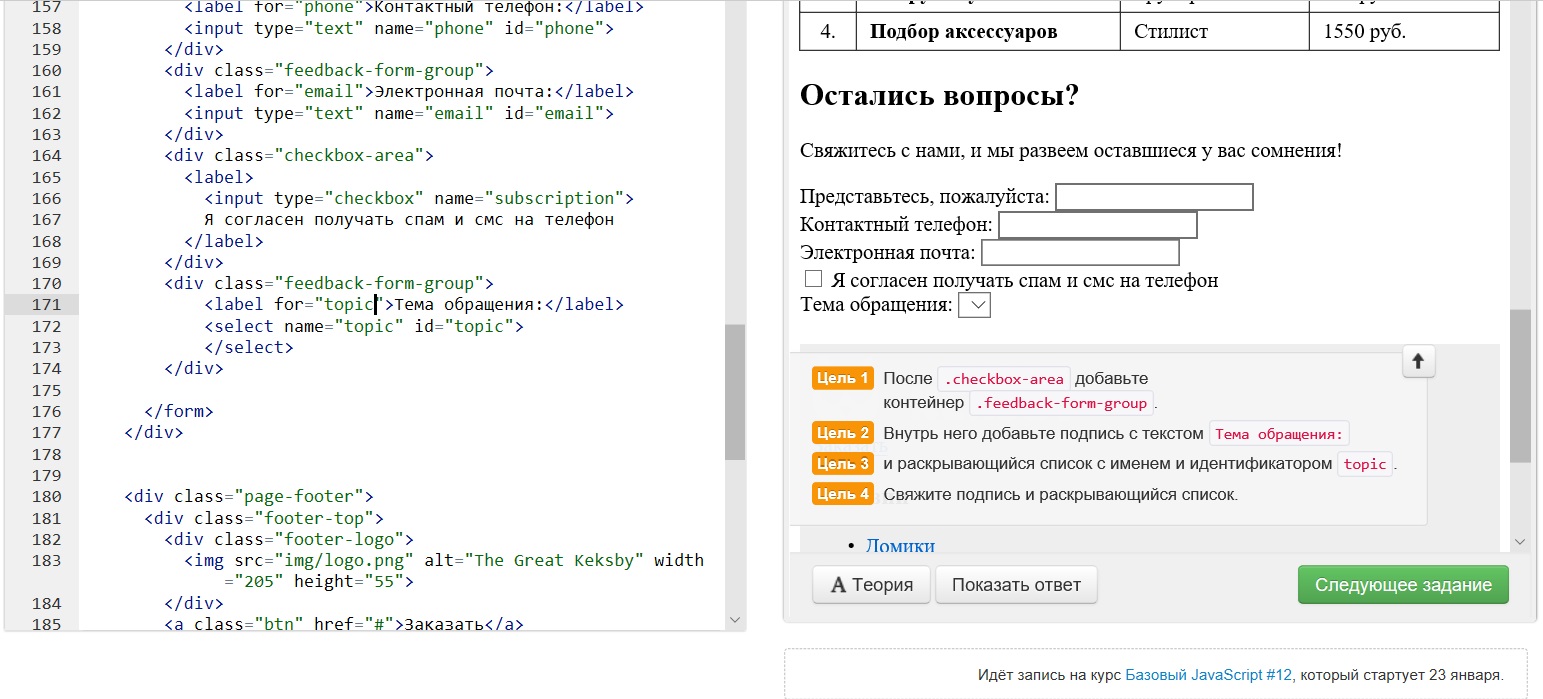 157 <label for="phone">Контактный телефон:</label>
158 <input type="text" name="phone" id="phone">
159 </div>
160 <div class="feedback-form-group">
161 <label for="email">Электронная почта:</label>
162 <input type="text" name="email" id="email">
163 </div>
164 <div class="checkbox-area">
165 <label>
166 <input type="checkbox" name="subscription">
167 Я согласен получать спам и смс на телефон
168 </label>
169 </div>
170 <div class="feedback-form-group">
171 <label for="topic">Тема обращения:</label>
172 <select name="topic" id="topic">
173 </select>
174 </div>
175
176 </form>
177 </div>
178
179
180 <div class="page-footer">
181 <div class="footer-top">
182 <div class="footer-logo">
183 <img src="img/logo.png" alt="The Great Keksby" width
="205" height="55">
184 </div>
185 <a class="btn" href="#">Заказать</a>
4. Подбор аксессуаров Стилист 1550 руб.
Остались вопросы?
Свяжитесь с нами, и мы развеем оставшиеся у вас сомнения!
Представьтесь, пожалуйста:
Контактный телефон:
Электронная почта:
Я согласен получать спам и смс на телефон
Тема обращения:
Цель 1 После .checkbox-area добавьте
контейнер .feedback-form-group.
Цель 2 Внутрь него добавьте подпись с текстом Тема обращения:
Цель 3 и раскрывающийся список с именем и идентификатором topic.
Цель 4 Свяжите подпись и раскрывающийся список.
• Домики
A Теория Показать ответ Следующее задание
Идёт запись на курс Базовый JavaScript #12, который стартует 23 января.